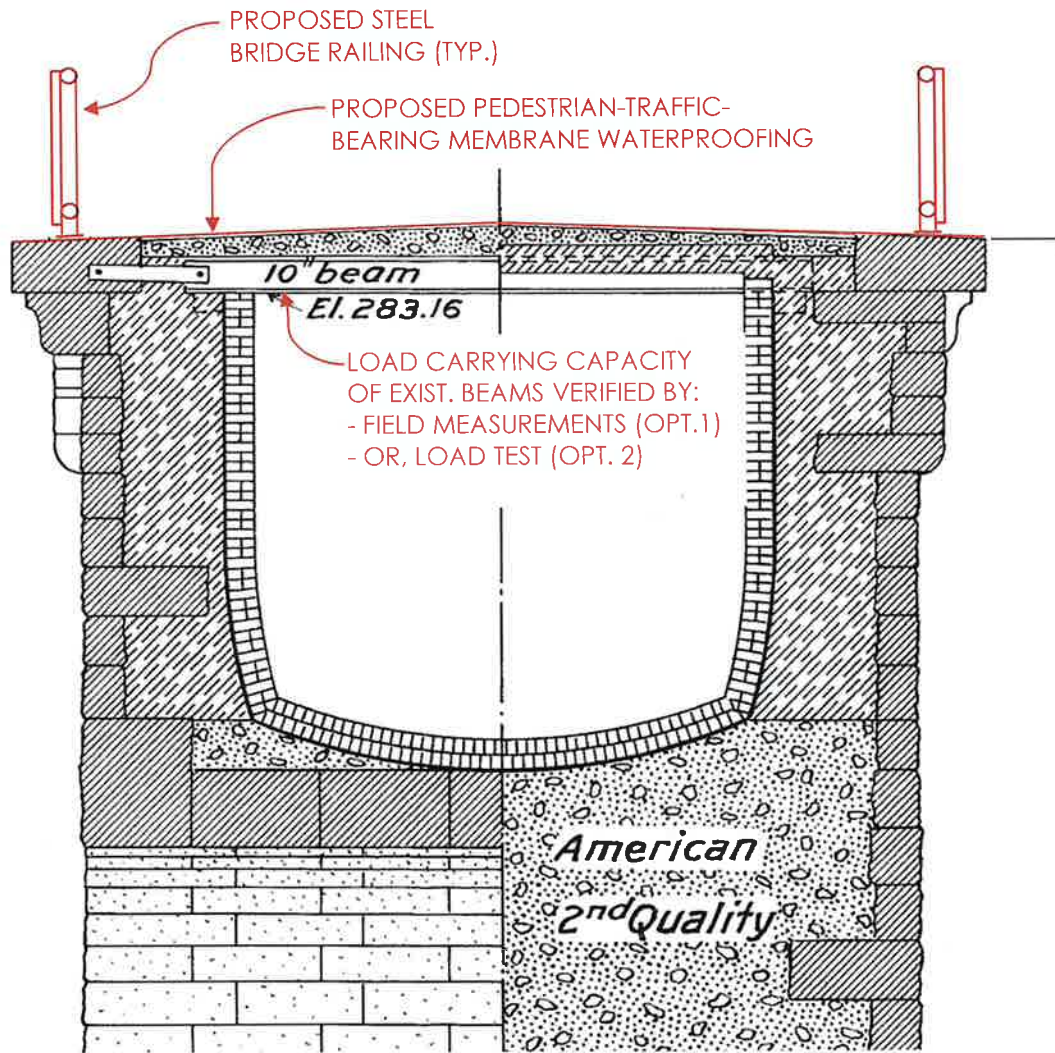 PROPOSED STEEL
BRIDGE RAILING (TYP.)
PROPOSED PEDESTRIAN-TRAFFIC-
BEARING MEMBRANE WATERPROOFING
10" beam
El. 283.16
LOAD CARRYING CAPACITY
OF EXIST. BEAMS VERIFIED BY:
- FIELD MEASUREMENTS (OPT.1)
- OR, LOAD TEST (OPT. 2)
American
2nd Quality